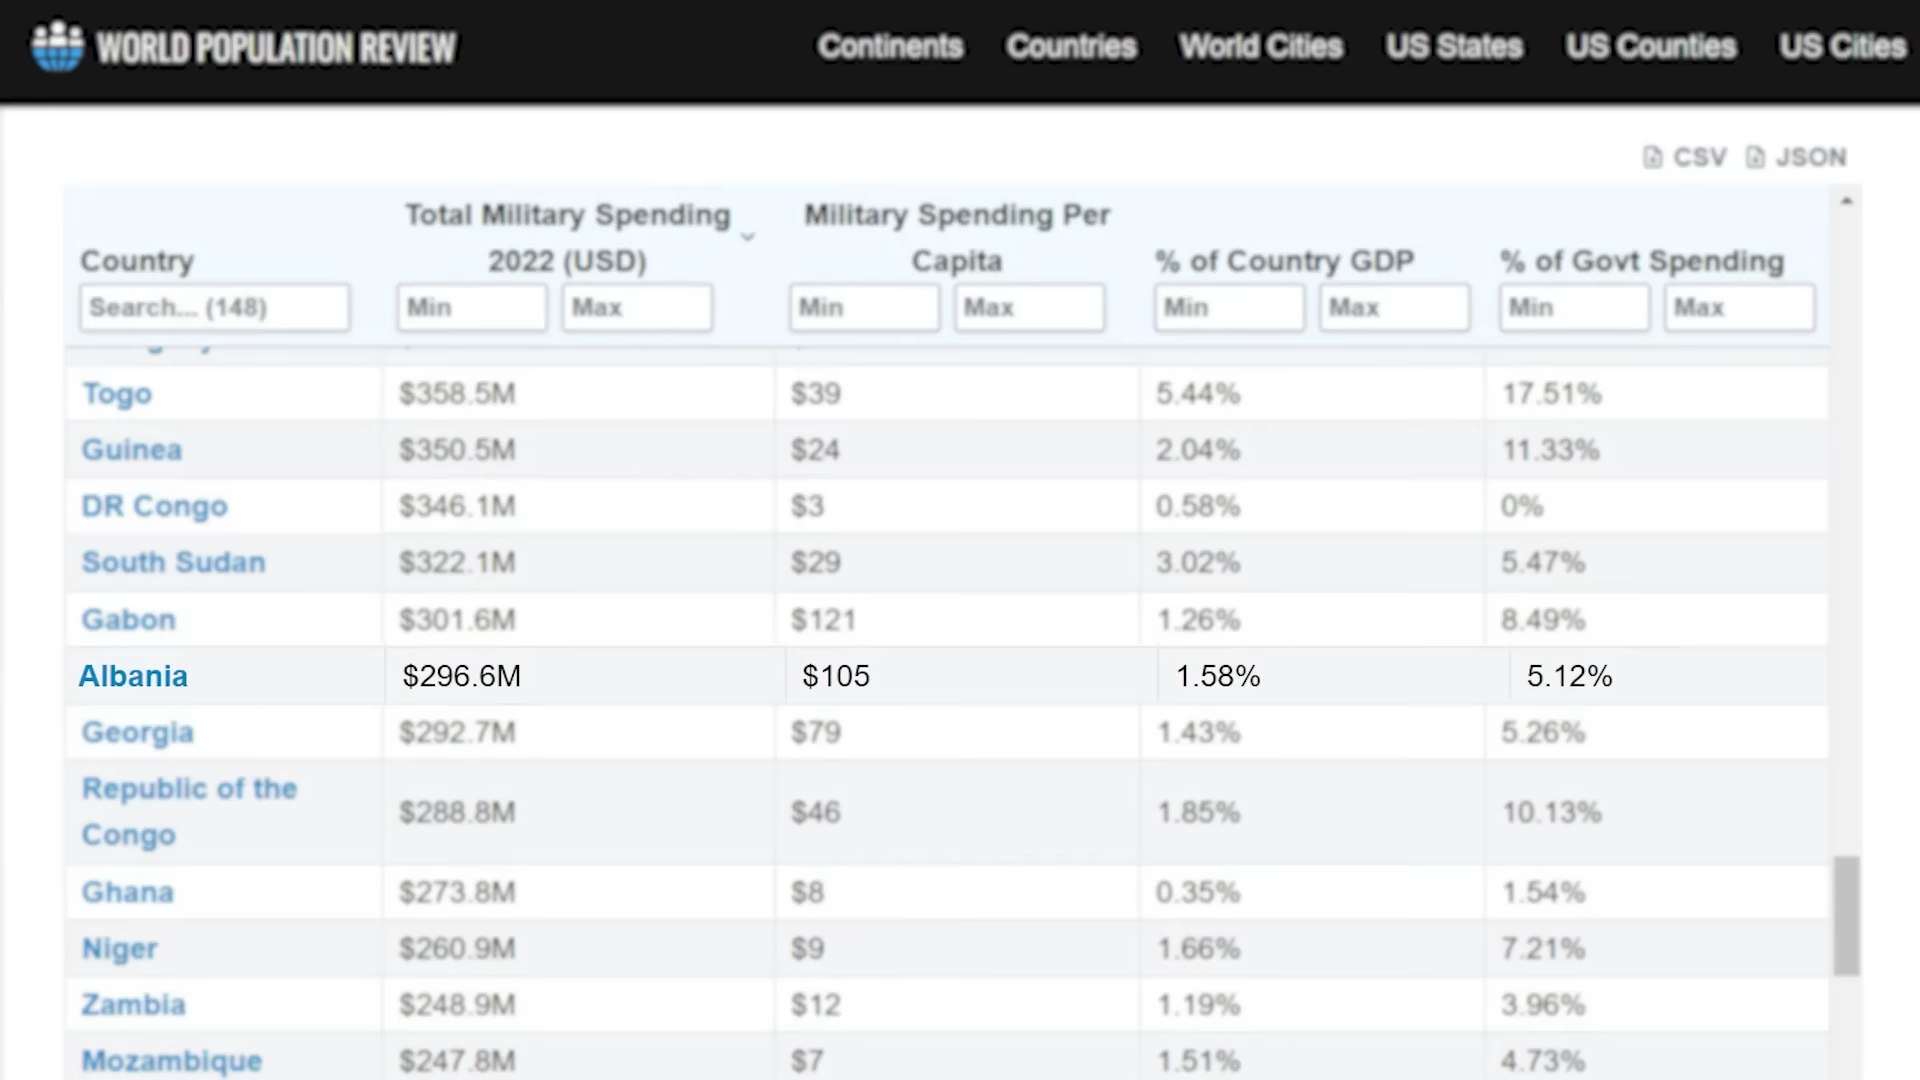 WORLD POPULATION REVIEW Continents Countries World Cities US States US Counties US Cities
CSV JSON
Total Military Spending Military Spending Per
Country 2022 (USD) Capita % of Country GDP % of Govt Spending
Search... (148) Min Max Min Max Min Max Min Max
Togo $358.5M $39 5.44% 17.51%
Guinea $350.5M $24 2.04% 11.33%
DR Congo $346.1M $3 0.58% 0%
South Sudan $322.1M $29 3.02% 5.47%
Gabon $301.6M $121 1.26% 8.49%
Albania $296.6M $105 1.58% 5.12%
Georgia $292.7M $79 1.43% 5.26%
Republic of the
Congo $288.8M $46 1.85% 10.13%
Ghana $273.8M $8 0.35% 1.54%
Niger $260.9M $9 1.66% 7.21%
Zambia $248.9M $12 1.19% 3.96%
Mozambique $247.8M $7 1.51% 4.73%